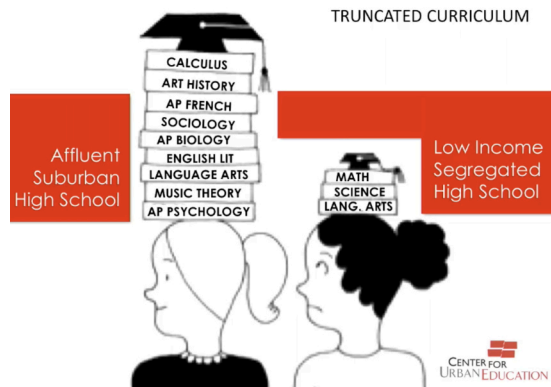 TRUNCATED CURRICULUM
CALCULUS
ART HISTORY
AP FRENCH
SOCIOLOGY
AP BIOLOGY
ENGLISH LIT
LANGUAGE ARTS
MUSIC THEORY
AP PSYCHOLOGY
Affluent
Suburban
High School
MATH
SCIENCE
LANG. ARTS
Low Income
Segregated
High School
CENTER FOR
URBAN EDUCATION